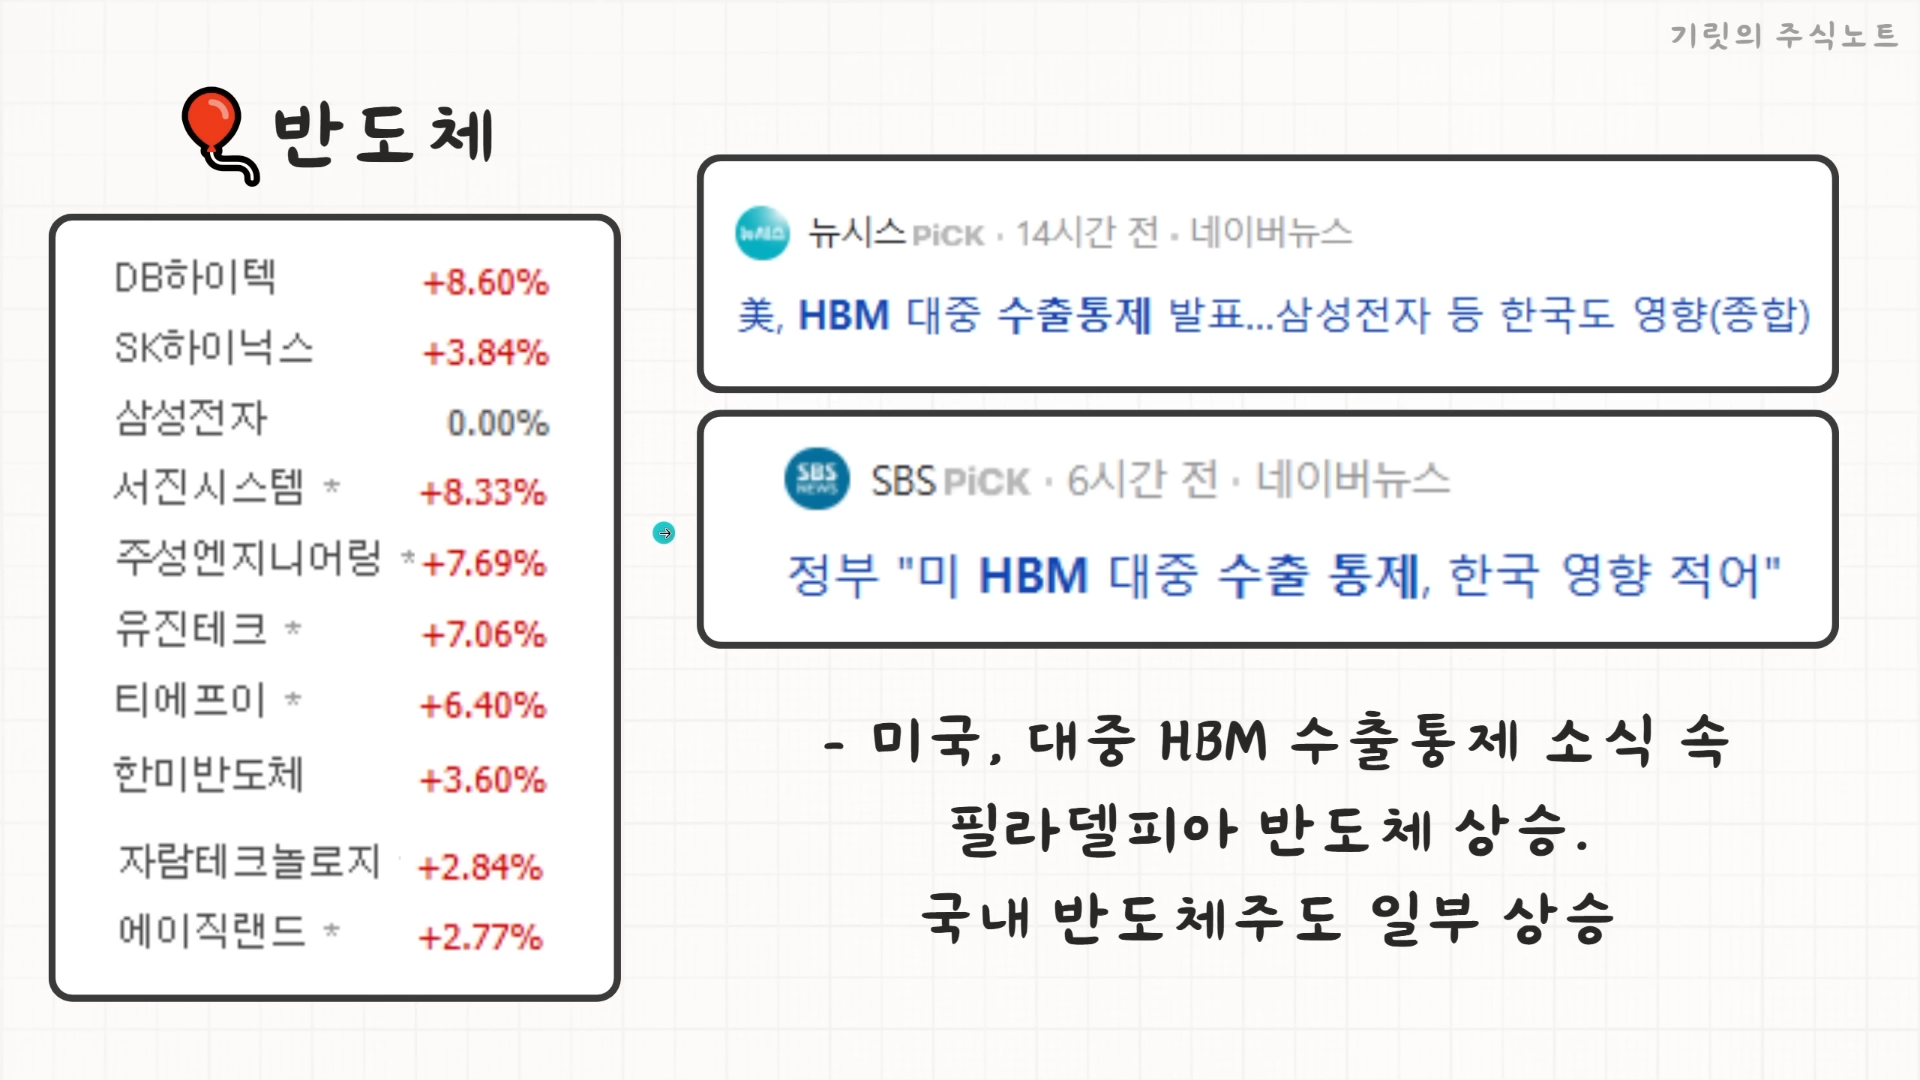 기릿의 주식노트
반도체
DB하이텍 +8.60%
SK하이닉스 +3.84%
삼성전자 0.00%
서진시스템 * +8.33%
주성엔지니어링 * +7.69%
유진테크 * +7.06%
티에프이 * +6.40%
한미반도체 +3.60%
자람테크놀로지 +2.84%
에이직랜드 * +2.77%
뉴시스 뉴시스 PiCK · 14시간 전 · 네이버뉴스
美, HBM 대중 수출통제 발표...삼성전자 등 한국도 영향(종합)
SBS NEWS SBS PiCK · 6시간 전 · 네이버뉴스
정부 "미 HBM 대중 수출 통제, 한국 영향 적어"
- 미국, 대중 HBM 수출통제 소식 속
필라델피아 반도체 상승.
국내 반도체주도 일부 상승